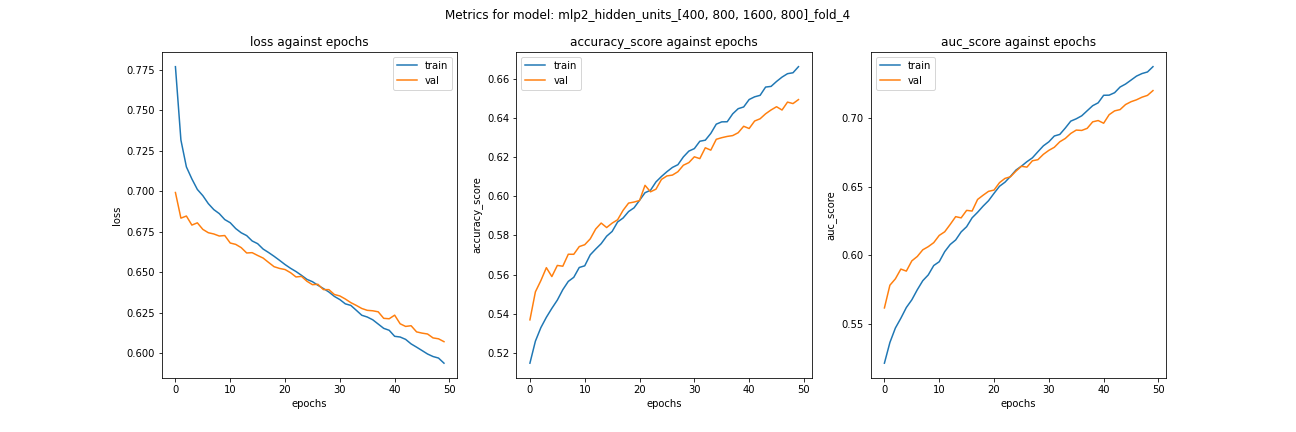 Metrics for model: mlp2_hidden_units_[400, 800, 1600, 800]_fold_4
loss against epochs
train
val
0.775
0.750
0.725
0.700
0.675
0.650
0.625
0.600
loss
0
10
20
30
40
50
epochs
accuracy_score against epochs
train
val
0.66
0.64
0.62
0.60
0.58
0.56
0.54
0.52
accuracy_score
0
10
20
30
40
50
epochs
auc_score against epochs
train
val
0.70
0.65
0.60
0.55
auc_score
0
10
20
30
40
50
epochs